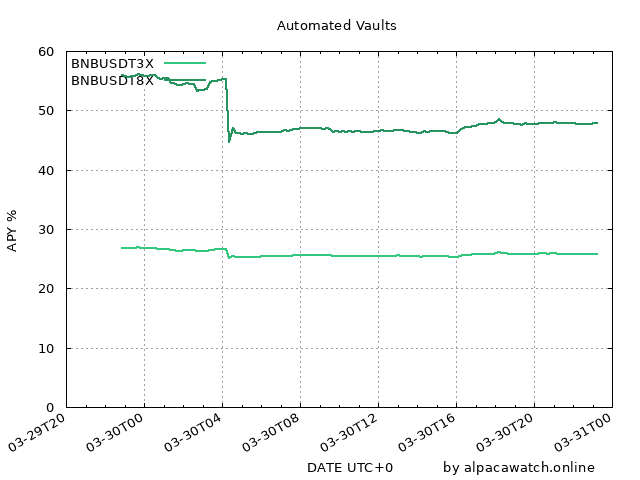 Automated Vaults
60
BNBUSDT3X
BNBUSDT8X
50
40
APY %
30
20
10
0
03-29T20 03-30T00 03-30T04 03-30T08 03-30T12 03-30T16 03-30T20 03-31T00
DATE UTC+0 by alpacawatch.online